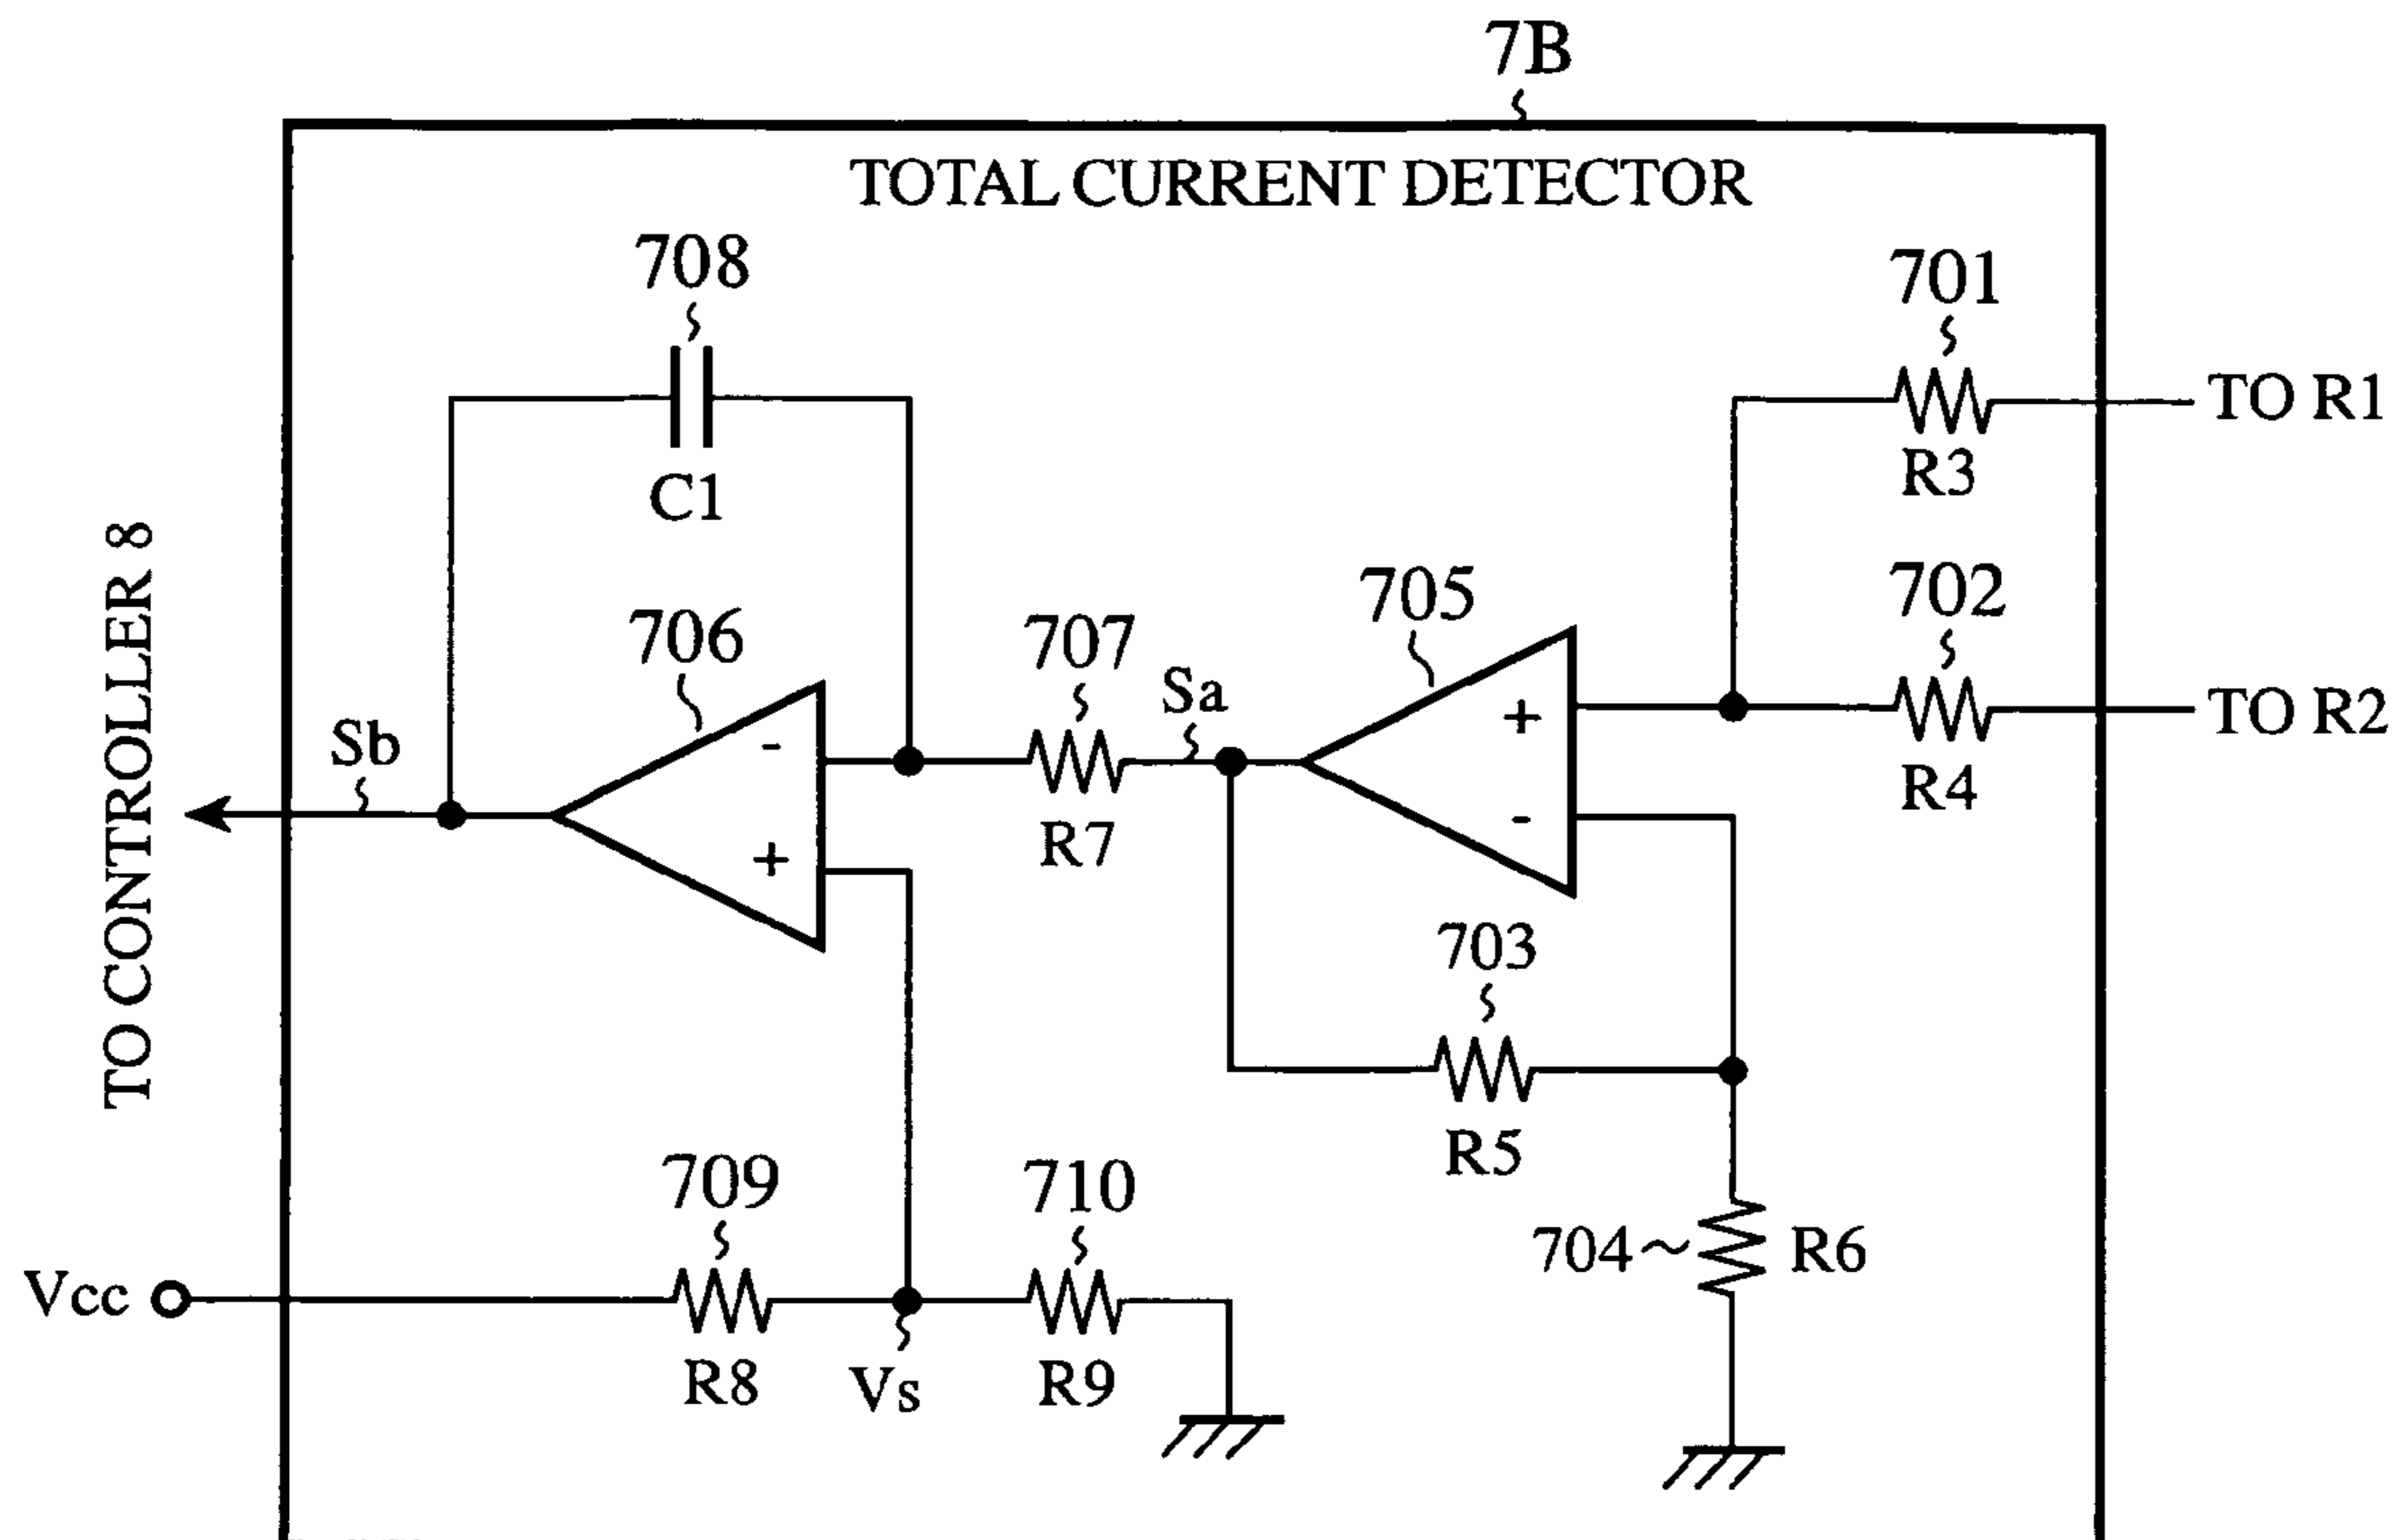 7B
TOTAL CURRENT DETECTOR
708
C1
701
R3
TO R1
702
R4
TO R2
705
+
-
Sa
707
R7
706
-
+
Sb
TO CONTROLLER 8
703
R5
704
R6
709
R8
710
R9
Vs
Vcc